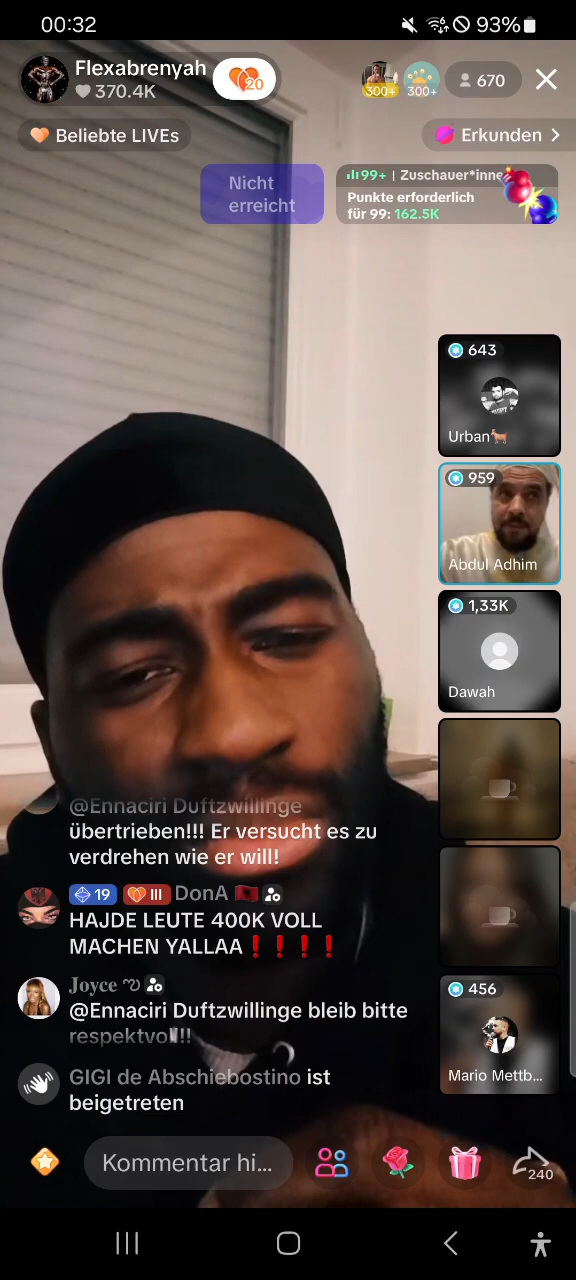 00:32
93%
Flexabrenyah
370.4K
20
300+
300+
670
Beliebte LIVEs
Erkunden
Nicht
erreicht
99+ | Zuschauer*inne
Punkte erforderlich
für 99: 162.5K
643
Urban
959
Abdul Adhim
1,33K
Dawah
@Ennaciri Duftzwillinge
übertrieben!!! Er versucht es zu
verdrehen wie er will!
19 III DonA
HAJDE LEUTE 400K VOLL
MACHEN YALLAA❗❗❗❗
Joyce
@Ennaciri Duftzwillinge bleib bitte
respektvoll!!
456
Mario Mettb...
GIGI de Abschiebostino ist
beigetreten
Kommentar hi...
240